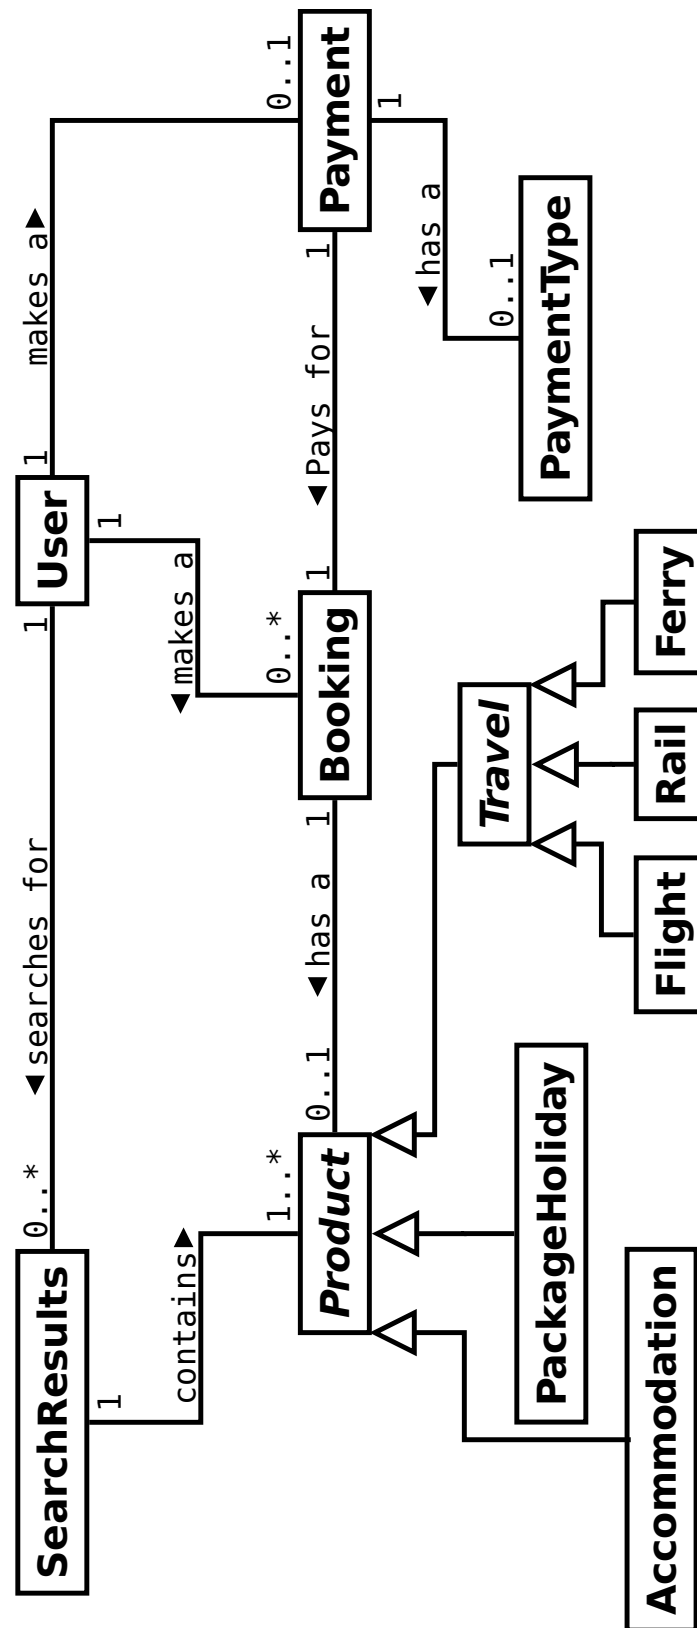 SearchResults
0..*
◀searches for
1
User
1
makes a▶
1
1
contains▶
◀makes a
1..*
0..*
0..1
Product
0..1
◀has a
1
Booking
1
◀Pays for
1
Payment
1
◀has a
0..1
Travel
PackageHoliday
PaymentType
Accommodation
Flight
Rail
Ferry